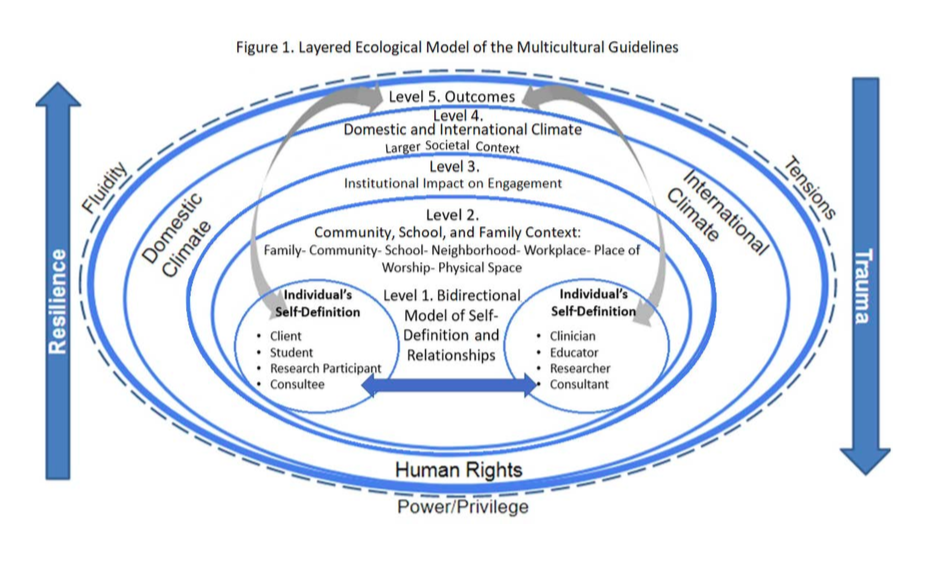 Figure 1. Layered Ecological Model of the Multicultural Guidelines
Level 5. Outcomes
Level 4.
Domestic and International Climate
Larger Societal Context
Level 3.
Institutional Impact on Engagement
Level 2.
Community, School, and Family Context:
Family- Community- School- Neighborhood- Workplace- Place of
Worship- Physical Space
Fluidity
Tensions
Domestic
Climate
International
Climate
Resilience
Trauma
Individual's
Self-Definition
• Client
• Student
• Research Participant
• Consultee
Level 1. Bidirectional
Model of Self-
Definition and
Relationships
Individual's
Self-Definition
• Clinician
• Educator
• Researcher
• Consultant
Human Rights
Power/Privilege